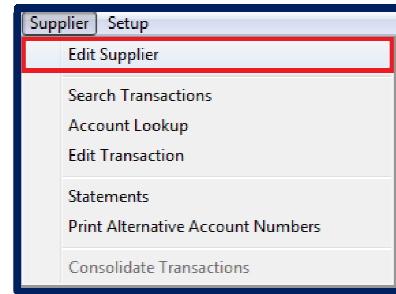 Supplier Setup
Edit Supplier
Search Transactions
Account Lookup
Edit Transaction
Statements
Print Alternative Account Numbers
Consolidate Transactions